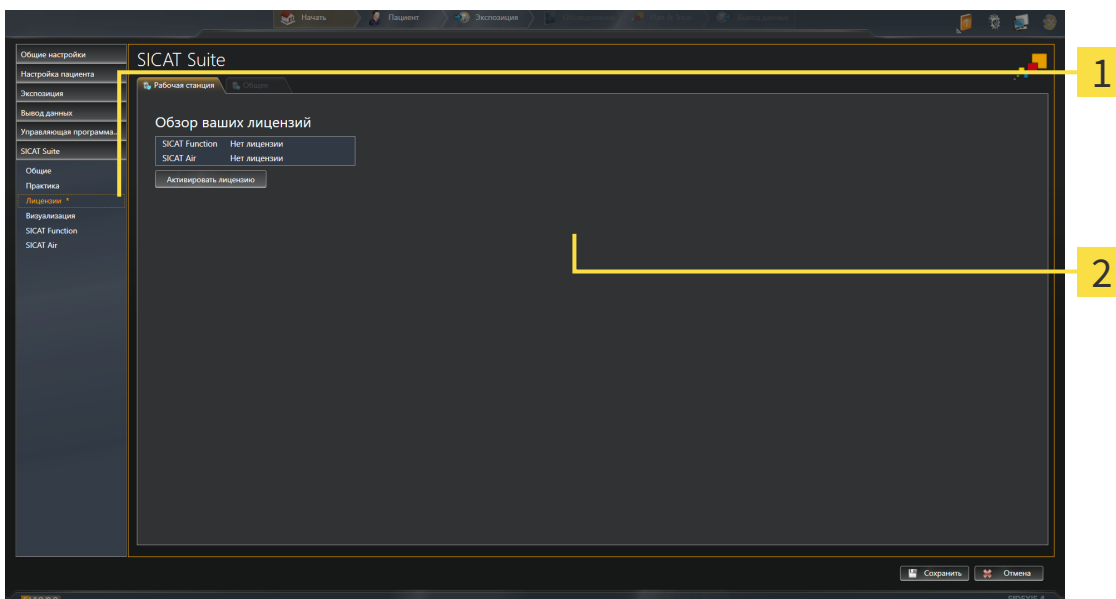 Начать
Пациент
Экспозиция
Общие настройки
Настройка пациента
Экспозиция
Вывод данных
Управляющая программа...
SICAT Suite
Общие
Практика
Лицензии *
Визуализация
SICAT Function
SICAT Air
SICAT Suite
Рабочая станция
Общие
Обзор ваших лицензий
SICAT Function Нет лицензии
SICAT Air Нет лицензии
Активировать лицензию
1
2
Сохранить
Отмена